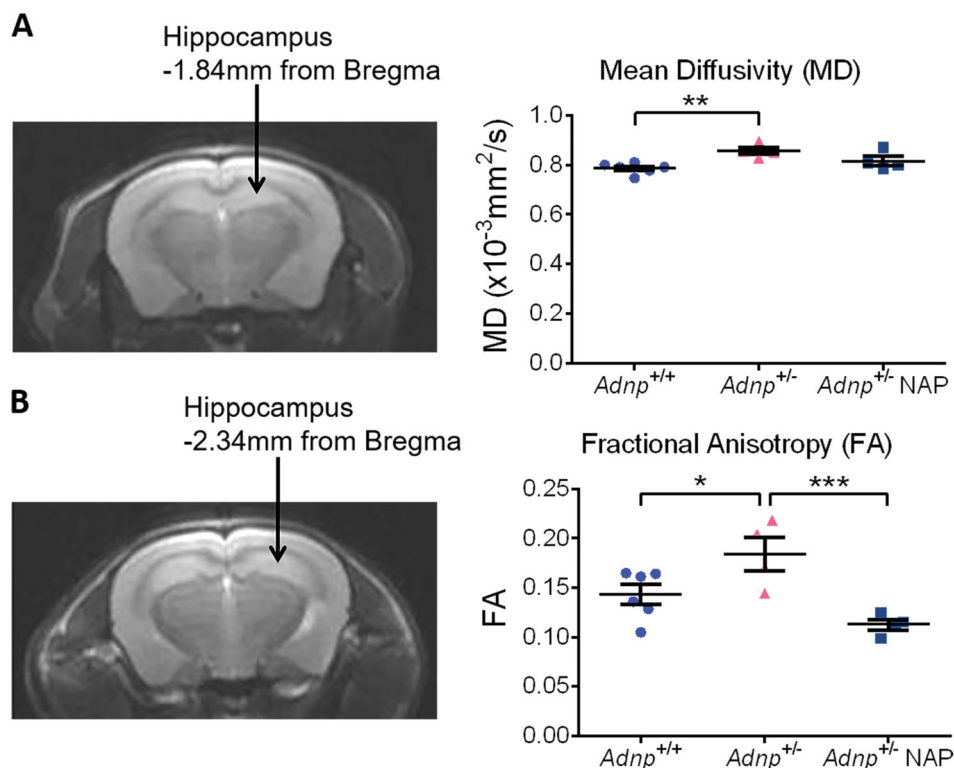 A
Hippocampus
-1.84mm from Bregma
Mean Diffusivity (MD)
**
MD (x10⁻³mm²/s)
1.0
0.8
0.6
0.4
0.2
0.0
Adnp⁺/⁺
Adnp⁺/⁻
Adnp⁺/⁻ NAP
B
Hippocampus
-2.34mm from Bregma
Fractional Anisotropy (FA)
*
***
FA
0.25
0.20
0.15
0.10
0.05
0.00
Adnp⁺/⁺
Adnp⁺/⁻
Adnp⁺/⁻ NAP